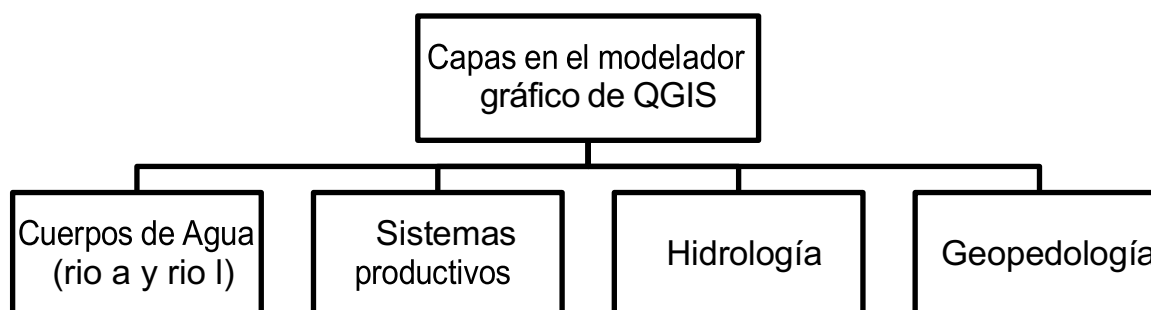 Capas en el modelador
gráfico de QGIS
Cuerpos de Agua
(rio a y rio l)
Sistemas
productivos
Hidrología
Geopedología